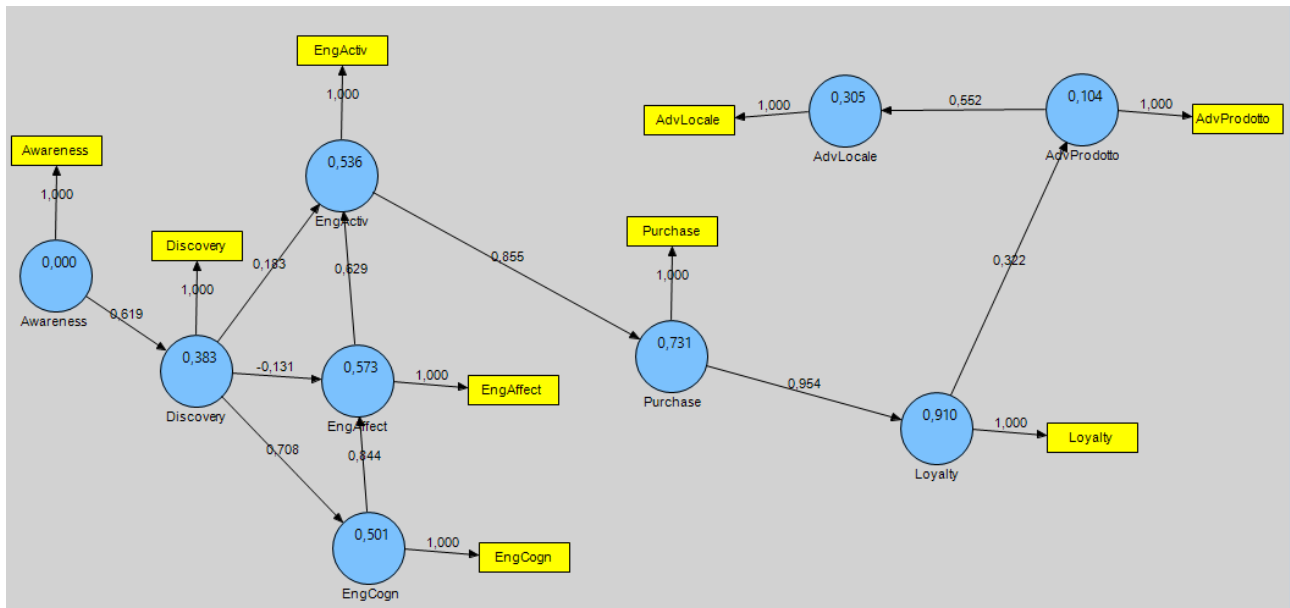 EngActiv
1,000
0,536
EngActiv
Awareness
1,000
0,000
Awareness
0,619
Discovery
1,000
0,383
Discovery
0,183
0,629
-0,131
0,573
EngAffect
1,000
EngAffect
0,708
0,844
0,501
EngCogn
1,000
EngCogn
0,855
Purchase
1,000
0,731
Purchase
0,954
0,910
Loyalty
1,000
Loyalty
0,322
AdvLocale
1,000
0,305
AdvLocale
0,552
0,104
AdvProdotto
1,000
AdvProdotto